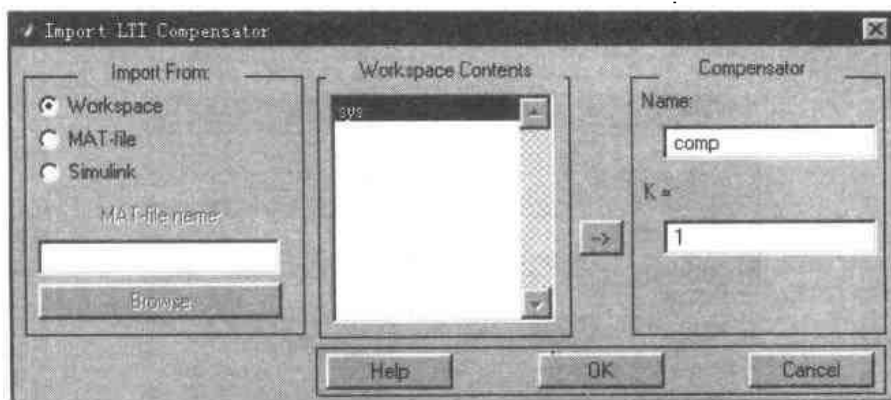 Import LTI Compensator
Import From:
Workspace
MAT-file
Simulink
MAT-file name:
Browse
Workspace Contents
sys
->
Compensator
Name:
comp
K =
1
Help
OK
Cancel